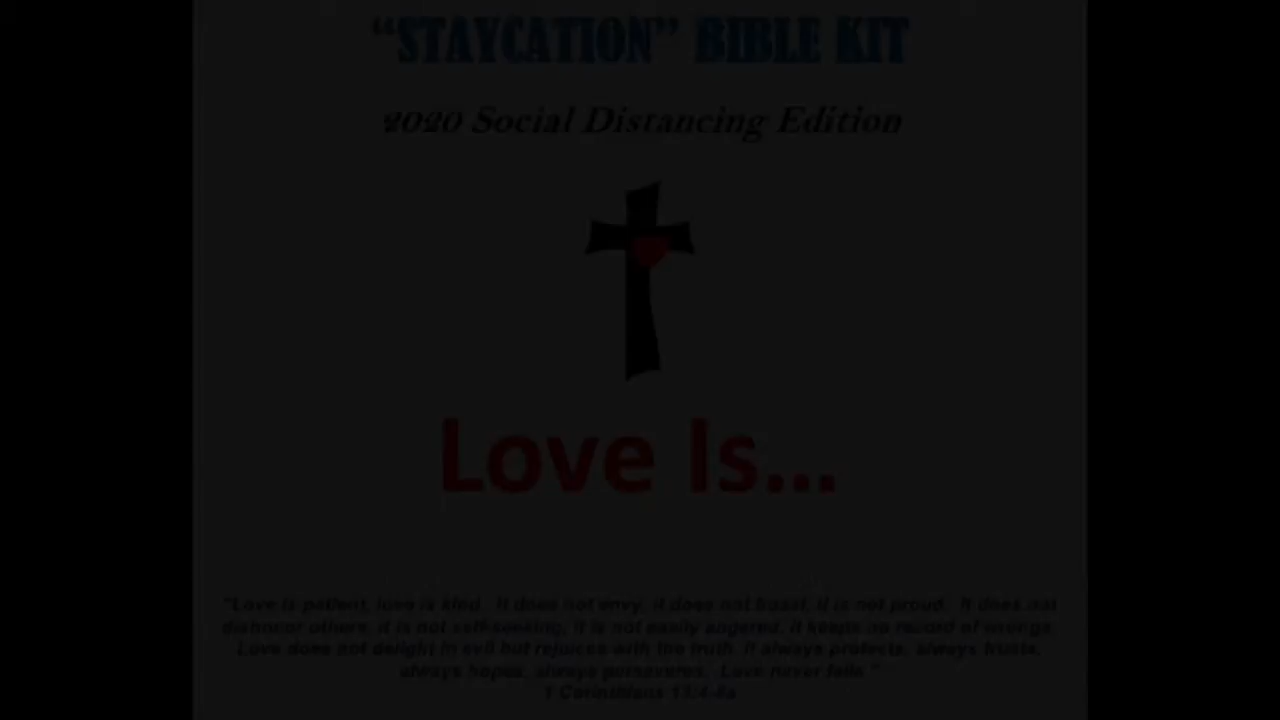 “STAYCATION” BIBLE KIT
2020 Social Distancing Edition
Love Is...
"Love is patient, love is kind. It does not envy, it does not boast, it is not proud. It does not
dishonor others, it is not self-seeking, it is not easily angered, it keeps no record of wrongs.
Love does not delight in evil but rejoices with the truth. It always protects, always trusts,
always hopes, always perseveres. Love never fails."
1 Corinthians 13:4-8a